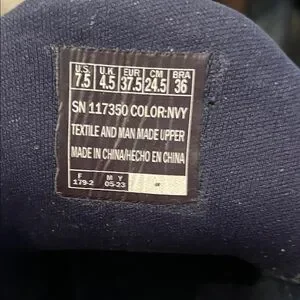 U.S. U.K. EUR CM BRA
7.5 4.5 37.5 24.5 36
SN 117350 COLOR:NVY
TEXTILE AND MAN MADE UPPER
MADE IN CHINA/HECHO EN CHINA
F M Y
179-2 05-23